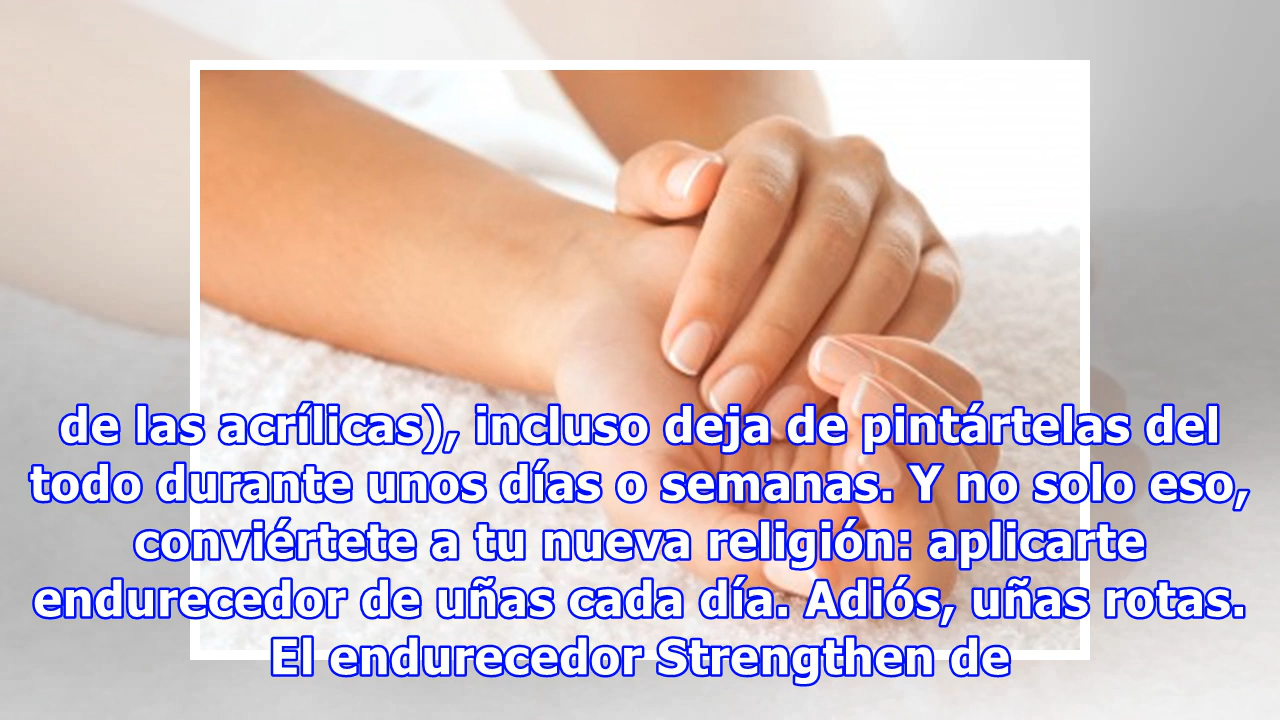 de las acrílicas), incluso deja de pintártelas del
todo durante unos días o semanas. Y no solo eso,
conviértete a tu nueva religión: aplicarte
endurecedor de uñas cada día. Adiós, uñas rotas.
El endurecedor Strengthen de